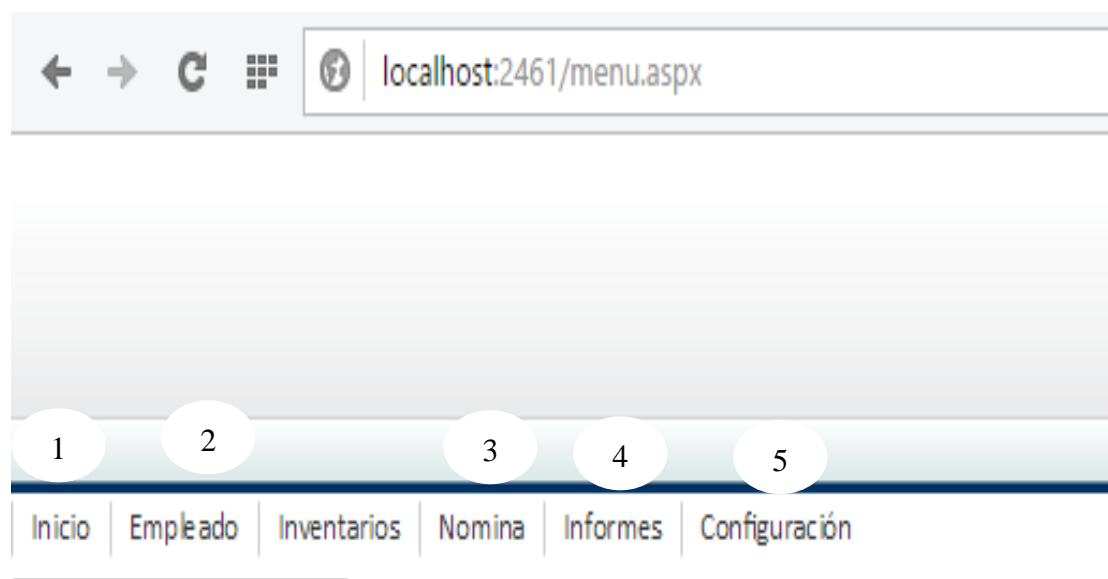 localhost:2461/menu.aspx
1 2 3 4 5
Inicio Empleado Inventarios Nomina Informes Configuración